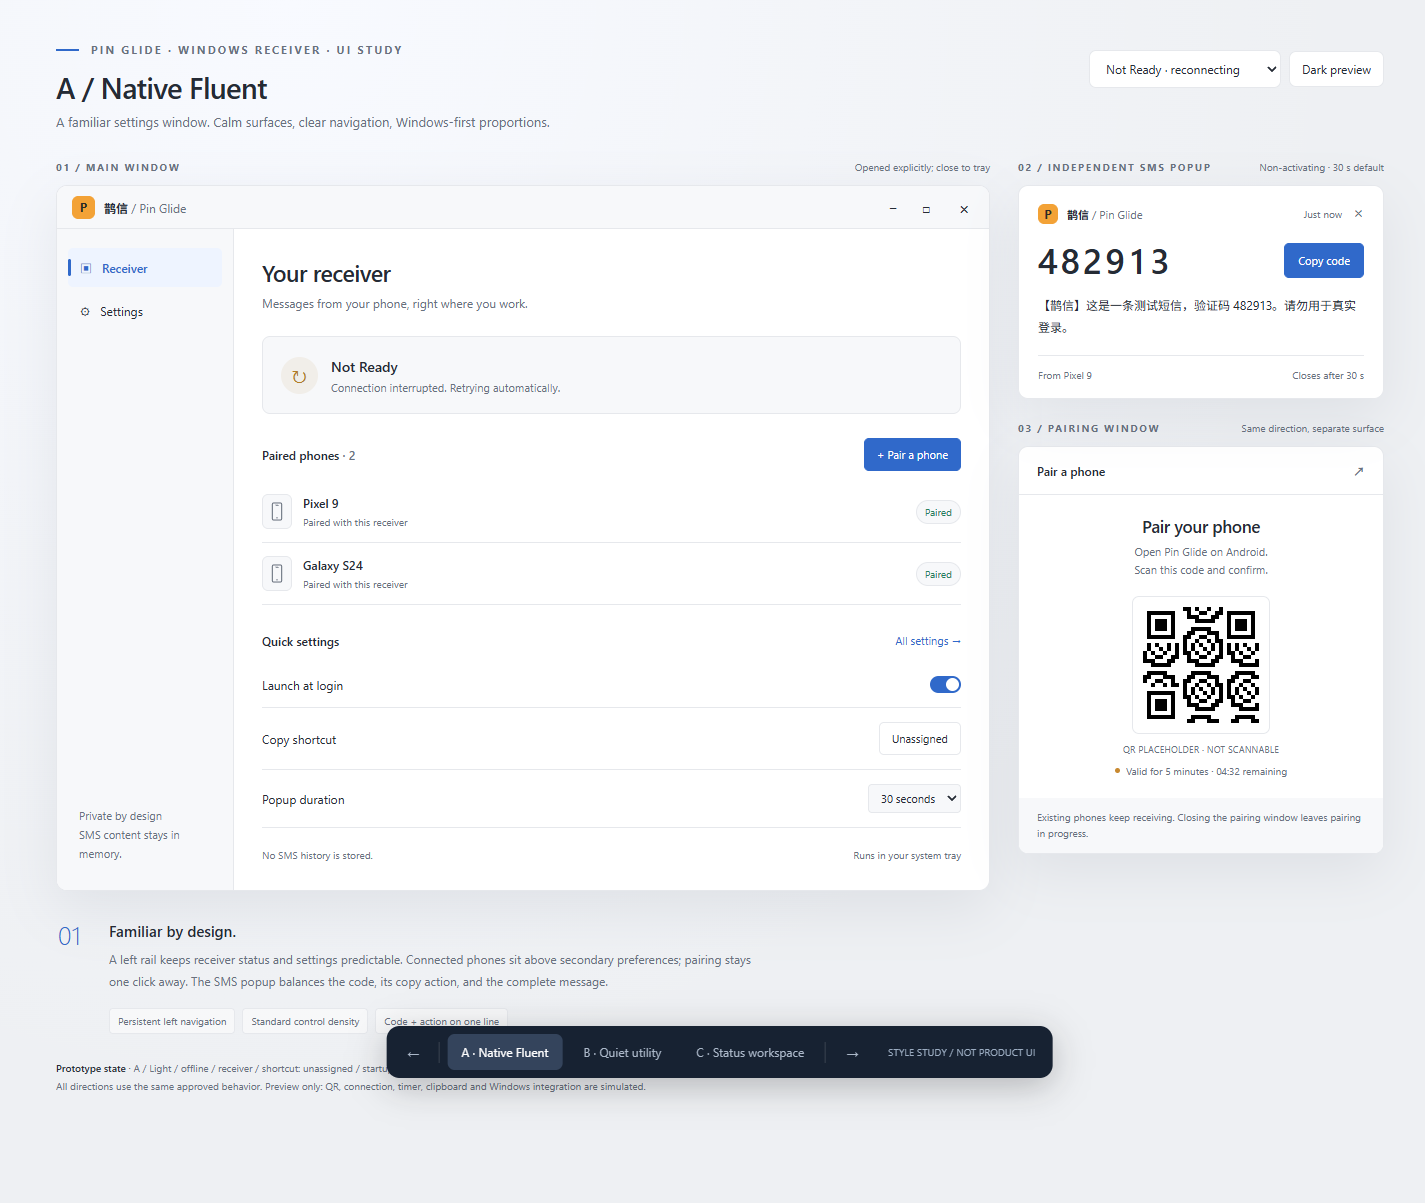 PIN GLIDE · WINDOWS RECEIVER · UI STUDY
A / Native Fluent
A familiar settings window. Calm surfaces, clear navigation, Windows-first proportions.
Not Ready · reconnecting
Dark preview
01 / MAIN WINDOW
Opened explicitly; close to tray
P 鹊信 / Pin Glide
Receiver
Settings
Private by design
SMS content stays in
memory.
Your receiver
Messages from your phone, right where you work.
Not Ready
Connection interrupted. Retrying automatically.
Paired phones · 2
+ Pair a phone
Pixel 9
Paired with this receiver
Paired
Galaxy S24
Paired with this receiver
Paired
Quick settings
All settings →
Launch at login
Copy shortcut
Unassigned
Popup duration
30 seconds
No SMS history is stored.
Runs in your system tray
02 / INDEPENDENT SMS POPUP
Non-activating · 30 s default
P 鹊信 / Pin Glide
Just now
482913
Copy code
【鹊信】这是一条测试短信，验证码 482913。请勿用于真实
登录。
From Pixel 9
Closes after 30 s
03 / PAIRING WINDOW
Same direction, separate surface
Pair a phone
Pair your phone
Open Pin Glide on Android.
Scan this code and confirm.
QR PLACEHOLDER · NOT SCANNABLE
Valid for 5 minutes · 04:32 remaining
Existing phones keep receiving. Closing the pairing window leaves pairing
in progress.
01
Familiar by design.
A left rail keeps receiver status and settings predictable. Connected phones sit above secondary preferences; pairing stays
one click away. The SMS popup balances the code, its copy action, and the complete message.
Persistent left navigation
Standard control density
Code + action on one line
← A · Native Fluent
B · Quiet utility
C · Status workspace
→
STYLE STUDY / NOT PRODUCT UI
Prototype state · A / Light / offline / receiver / shortcut: unassigned /
All directions use the same approved behavior. Preview only: QR, connection, timer, clipboard and Windows integration are simulated.